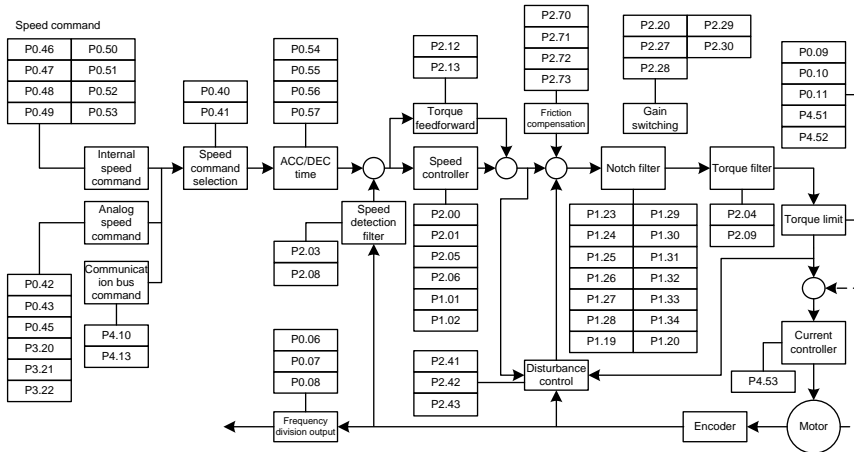 Speed command
P0.46 P0.50
P0.47 P0.51
P0.48 P0.52
P0.49 P0.53
P0.40
P0.41
P0.54
P0.55
P0.56
P0.57
P2.12
P2.13
P2.70
P2.71
P2.72
P2.73
P2.20 P2.29
P2.27 P2.30
P2.28
P0.09
P0.10
P0.11
P4.51
P4.52
Torque
feedforward
Friction
compensation
Gain
switching
Internal
speed
command
Speed
command
selection
ACC/DEC
time
Speed
controller
Notch filter
Torque filter
Analog
speed
command
Speed
detection
filter
Torque limit
Communicat
ion bus
command
P0.42
P0.43
P0.45
P3.20
P3.21
P3.22
P4.10
P4.13
P2.03
P2.08
P2.00
P2.01
P2.05
P2.06
P1.01
P1.02
P1.23 P1.29
P1.24 P1.30
P1.25 P1.31
P1.26 P1.32
P1.27 P1.33
P1.28 P1.34
P1.19 P1.20
P2.04
P2.09
Current
controller
P4.53
P0.06
P0.07
P0.08
P2.41
P2.42
P2.43
Disturbance
control
Frequency
division output
Encoder
Motor